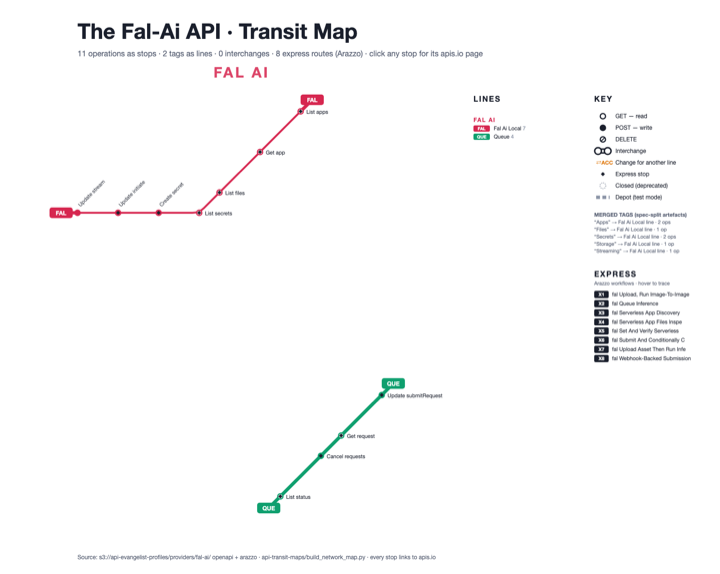 The Fal-Ai API · Transit Map
11 operations as stops · 2 tags as lines · 0 interchanges · 8 express routes (Arazzo) · click any stop for its apis.io page
FAL AI
FAL
List apps
Get app
List files
Update stream
Update initiate
Create secret
FAL
List secrets
QUE
Update submitRequest
Get request
Cancel requests
List status
QUE
LINES
FAL AI
FAL Fal Ai Local 7
QUE Queue 4
KEY
GET — read
POST — write
DELETE
Interchange
Change for another line
Express stop
Closed (deprecated)
Depot (test mode)
MERGED TAGS (spec-split artefacts)
"Apps" → Fal Ai Local line · 2 ops
"Files" → Fal Ai Local line · 1 op
"Secrets" → Fal Ai Local line · 2 ops
"Storage" → Fal Ai Local line · 1 op
"Streaming" → Fal Ai Local line · 1 op
EXPRESS
Arazzo workflows · hover to trace
X1 fal Upload, Run Image-To-Image
X2 fal Queue Inference
X3 fal Serverless App Discovery
X4 fal Serverless App Files Inspe
X5 fal Set And Verify Serverless
X6 fal Submit And Conditionally C
X7 fal Upload Asset Then Run Infe
X8 fal Webhook-Backed Submission
Source: s3://api-evangelist-profiles/providers/fal-ai/ openapi + arazzo · api-transit-maps/build_network_map.py · every stop links to apis.io